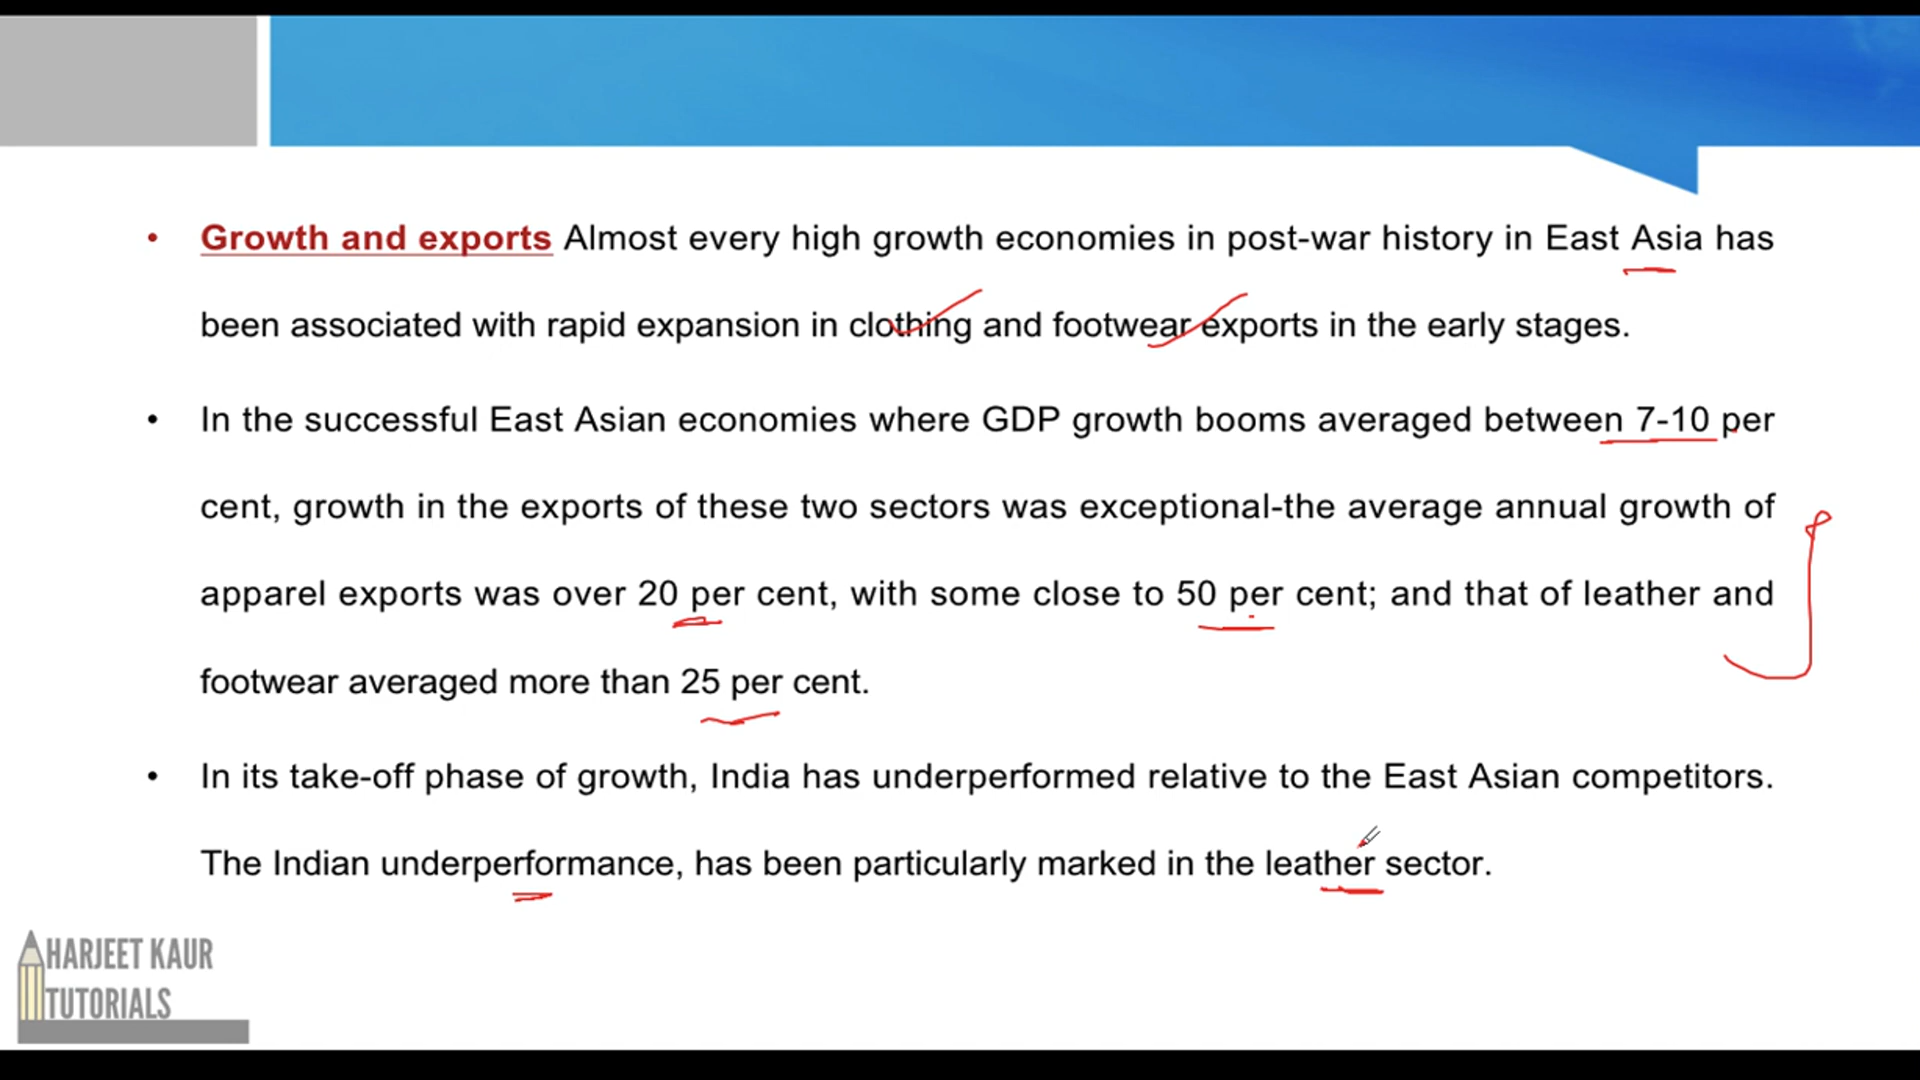 • Growth and exports Almost every high growth economies in post-war history in East Asia has
been associated with rapid expansion in clothing and footwear exports in the early stages.
• In the successful East Asian economies where GDP growth booms averaged between 7-10 per
cent, growth in the exports of these two sectors was exceptional-the average annual growth of
apparel exports was over 20 per cent, with some close to 50 per cent; and that of leather and
footwear averaged more than 25 per cent.
• In its take-off phase of growth, India has underperformed relative to the East Asian competitors.
The Indian underperformance, has been particularly marked in the leather sector.
HARJEET KAUR
TUTORIALS